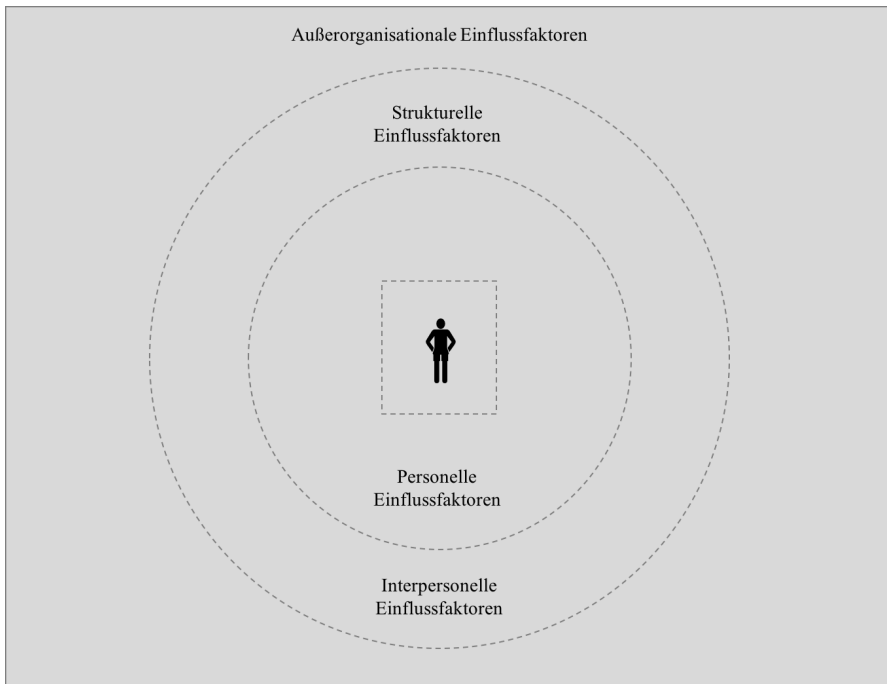 Außerorganisationale Einflussfaktoren
Strukturelle
Einflussfaktoren
Personelle
Einflussfaktoren
Interpersonelle
Einflussfaktoren